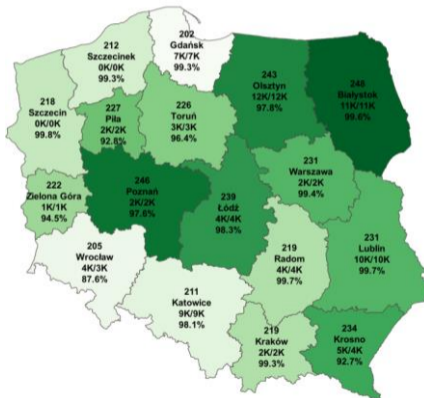 202
Gdańsk
7K/7K
99.3%
212
Szczecinek
0K/0K
99.3%
243
Olsztyn
12K/12K
97.8%
248
Białystok
11K/11K
99.6%
218
Szczecin
0K/0K
99.8%
227
Piła
2K/2K
92.8%
226
Toruń
3K/3K
96.4%
231
Warszawa
2K/2K
99.4%
222
Zielona Góra
1K/1K
94.5%
246
Poznań
2K/2K
97.6%
239
Łódź
4K/4K
98.3%
205
Wrocław
4K/3K
87.6%
219
Radom
4K/4K
99.7%
231
Lublin
10K/10K
99.7%
211
Katowice
9K/9K
98.1%
219
Kraków
2K/2K
99.3%
234
Krosno
5K/4K
92.7%